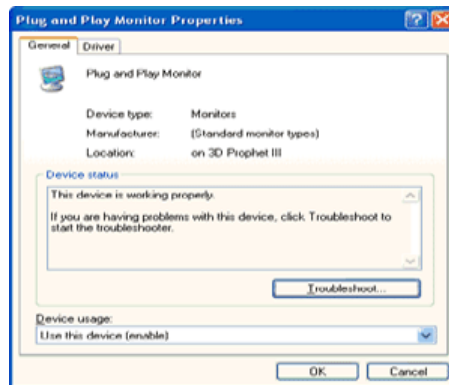 Plug and Play Monitor Properties
General Driver
Plug and Play Monitor
Device type: Monitors
Manufacturer: (Standard monitor types)
Location: on 3D Prophet III
Device status
This device is working properly.
If you are having problems with this device, click Troubleshoot to
start the troubleshooter.
Troubleshoot...
Device usage:
Use this device (enable)
OK Cancel